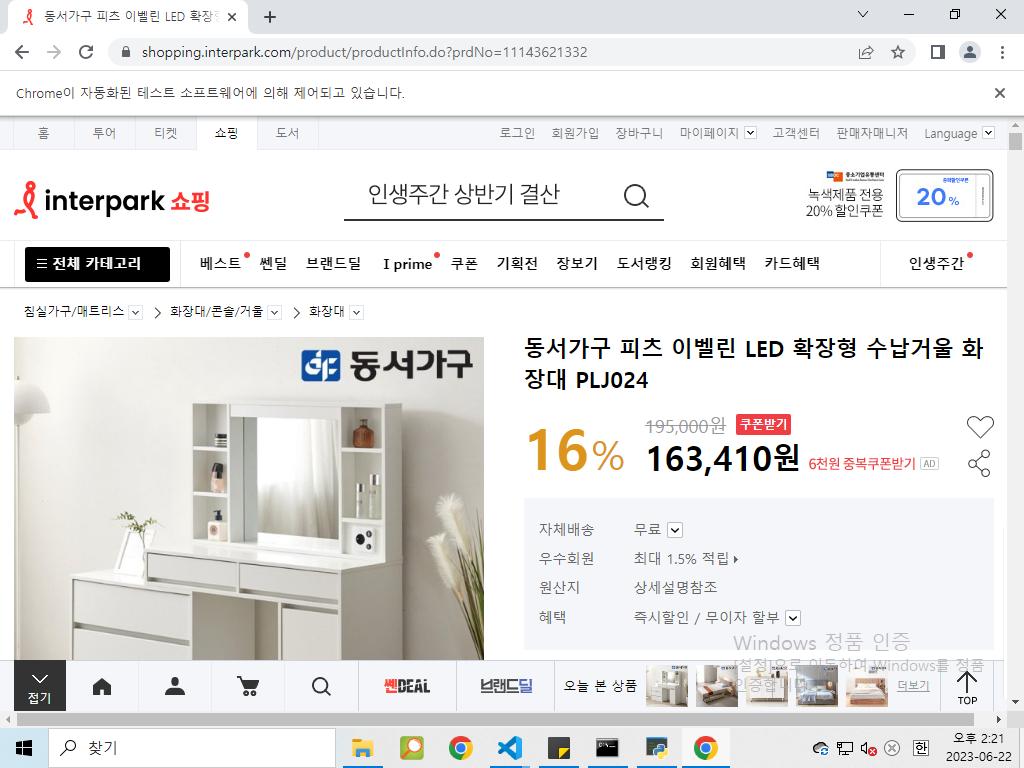 동서가구 피츠 이벨린 LED 확장형
shopping.interpark.com/product/productInfo.do?prdNo=11143621332
Chrome이 자동화된 테스트 소프트웨어에 의해 제어되고 있습니다.
홈 투어 티켓 쇼핑 도서 로그인 회원가입 장바구니 마이페이지 고객센터 판매자매니저 Language
interpark 쇼핑
인생주간 상반기 결산
중소기업유통센터
녹색제품 전용
20% 할인쿠폰
중복할인쿠폰
20%
전체 카테고리 베스트 쎈딜 브랜드딜 I prime 쿠폰 기획전 장보기 도서랭킹 회원혜택 카드혜택 인생주간
침실가구/매트리스 화장대/콘솔/거울 화장대
동서가구
동서가구 피츠 이벨린 LED 확장형 수납거울 화
장대 PLJ024
16% 195,000원 쿠폰받기
163,410원 6천원 중복쿠폰받기 AD
자체배송 무료
우수회원 최대 1.5% 적립
원산지 상세설명참조
혜택 즉시할인 / 무이자 할부
Windows 정품 인증
[설정]으로 이동하여 Windows를 정품
인증합니다.
접기 쎈DEAL 브랜드딜 오늘 본 상품 더보기 TOP
찾기
한
오후 2:21
2023-06-22